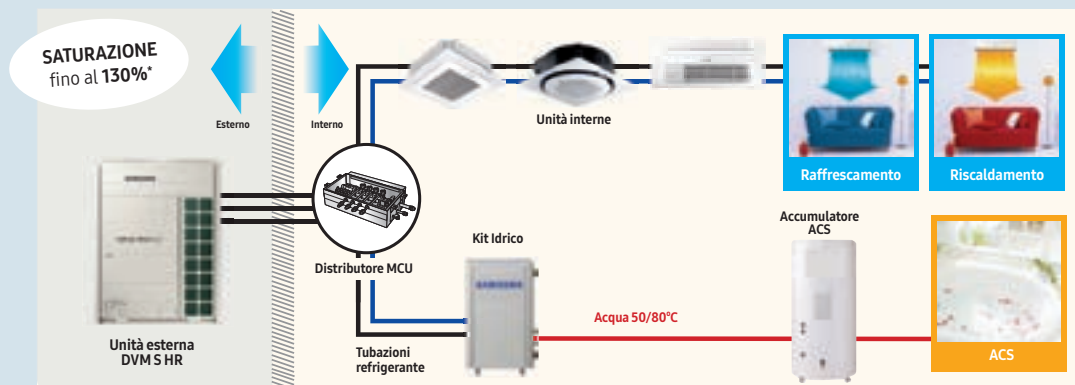 SATURAZIONE
fino al 130%*
Esterno
Interno
Unità interne
Raffrescamento
Riscaldamento
Distributore MCU
Kit Idrico
Accumulatore
ACS
SAMSUNG
Acqua 50/80°C
Unità esterna
DVM S HR
Tubazioni
refrigerante
ACS